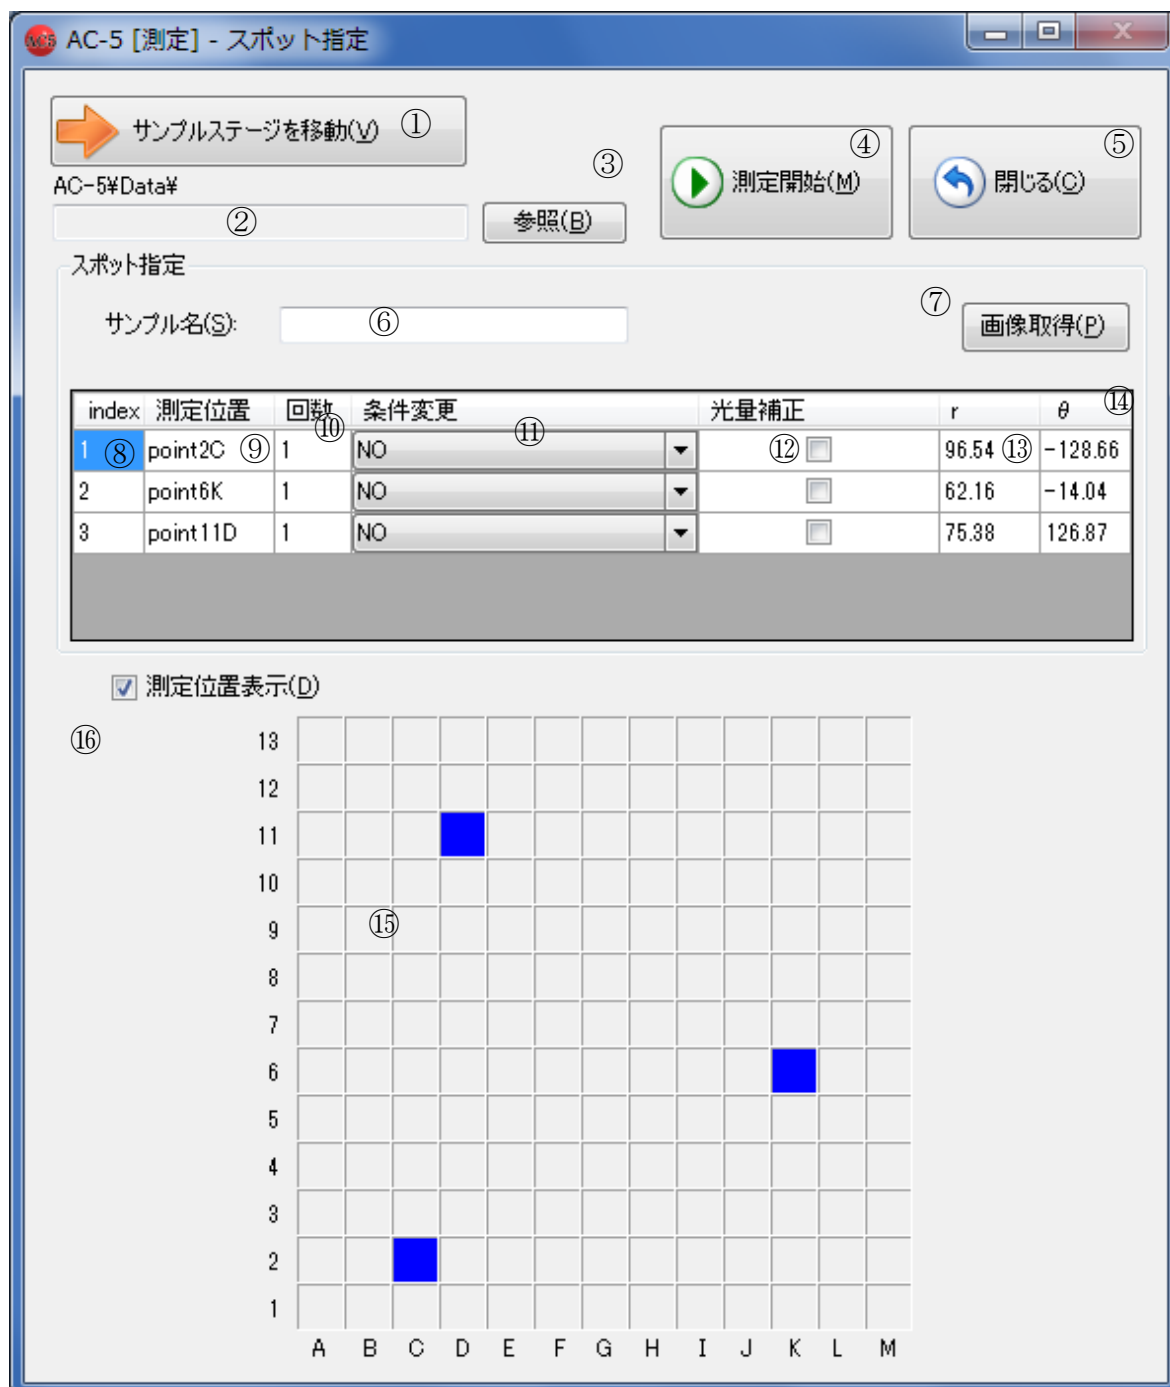 AC-5 [測定] - スポット指定
サンプルステージを移動(V) ①
AC-5¥Data¥
②
③
参照(B)
測定開始(M) ④
閉じる(C) ⑤
スポット指定
サンプル名(S): ⑥
⑦
画像取得(P)
index 測定位置 回数 ⑩ 条件変更 ⑪ 光量補正 r θ ⑭
1 ⑧ point2C ⑨ 1 NO ⑫ 96.54 ⑬ -128.66
2 point6K 1 NO 62.16 -14.04
3 point11D 1 NO 75.38 126.87
測定位置表示(D)
⑯
13
12
11
10
9
⑮
8
7
6
5
4
3
2
1
A B C D E F G H I J K L M